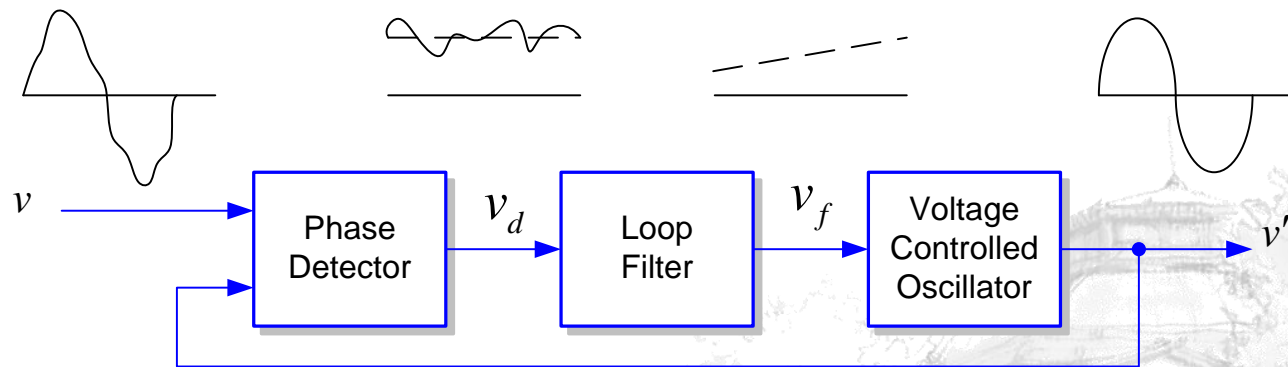 v
Phase
Detector
v_d
Loop
Filter
v_f
Voltage
Controlled
Oscillator
v'